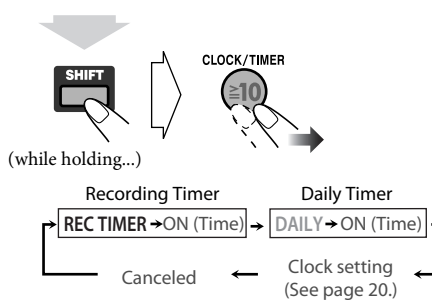 SHIFT
CLOCK/TIMER
≧10
(while holding...)
Recording Timer Daily Timer
REC TIMER → ON (Time) → DAILY → ON (Time)
Canceled ← Clock setting ←
(See page 20.)